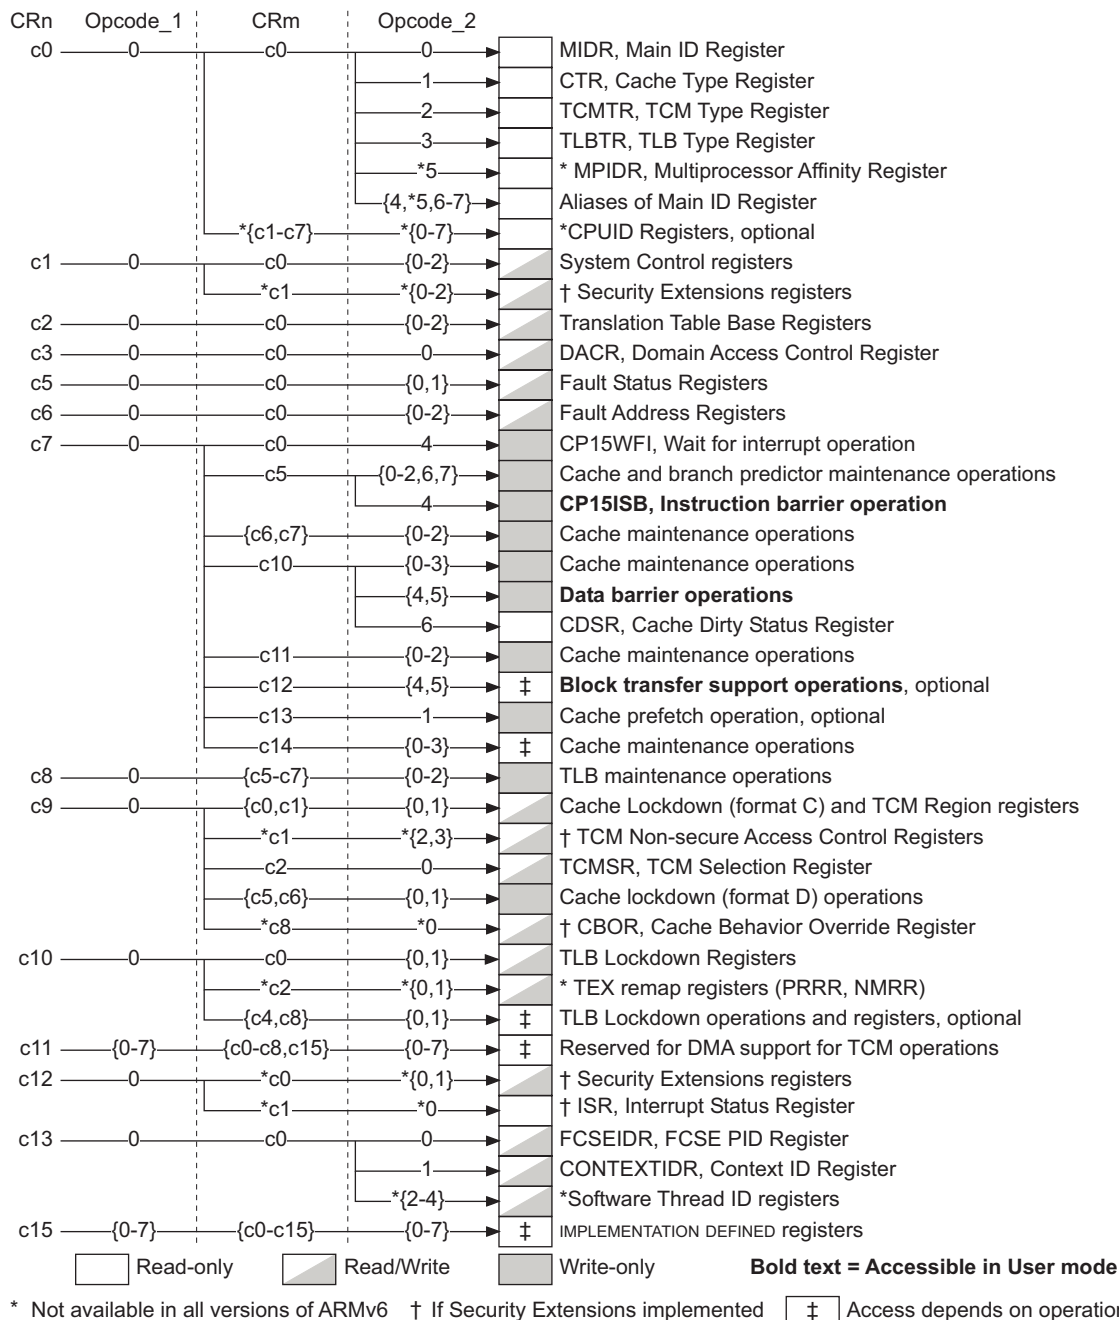 CRn Opcode_1 CRm Opcode_2
c0 0 c0 0 MIDR, Main ID Register
1 CTR, Cache Type Register
2 TCMTR, TCM Type Register
3 TLBTR, TLB Type Register
*5 * MPIDR, Multiprocessor Affinity Register
{4,*5,6-7} Aliases of Main ID Register
*{c1-c7} *{0-7} *CPUID Registers, optional
c1 0 c0 {0-2} System Control registers
*c1 *{0-2} † Security Extensions registers
c2 0 c0 {0-2} Translation Table Base Registers
c3 0 c0 0 DACR, Domain Access Control Register
c5 0 c0 {0,1} Fault Status Registers
c6 0 c0 {0-2} Fault Address Registers
c7 0 c0 4 CP15WFI, Wait for interrupt operation
c5 {0-2,6,7} Cache and branch predictor maintenance operations
4 CP15ISB, Instruction barrier operation
{c6,c7} {0-2} Cache maintenance operations
c10 {0-3} Cache maintenance operations
{4,5} Data barrier operations
6 CDSR, Cache Dirty Status Register
c11 {0-2} Cache maintenance operations
c12 {4,5} ‡ Block transfer support operations, optional
c13 1 Cache prefetch operation, optional
c14 {0-3} ‡ Cache maintenance operations
c8 0 {c5-c7} {0-2} TLB maintenance operations
c9 0 {c0,c1} {0,1} Cache Lockdown (format C) and TCM Region registers
*c1 *{2,3} † TCM Non-secure Access Control Registers
c2 0 TCMSR, TCM Selection Register
{c5,c6} {0,1} Cache lockdown (format D) operations
*c8 *0 † CBOR, Cache Behavior Override Register
c10 0 c0 {0,1} TLB Lockdown Registers
*c2 *{0,1} * TEX remap registers (PRRR, NMRR)
{c4,c8} {0,1} ‡ TLB Lockdown operations and registers, optional
c11 {0-7} {c0-c8,c15} {0-7} ‡ Reserved for DMA support for TCM operations
c12 0 *c0 *{0,1} † Security Extensions registers
*c1 *0 † ISR, Interrupt Status Register
c13 0 c0 0 FCSEIDR, FCSE PID Register
1 CONTEXTIDR, Context ID Register
*{2-4} *Software Thread ID registers
c15 {0-7} {c0-c15} {0-7} ‡ IMPLEMENTATION DEFINED registers
Read-only Read/Write Write-only Bold text = Accessible in User mode
* Not available in all versions of ARMv6 † If Security Extensions implemented ‡ Access depends on operation